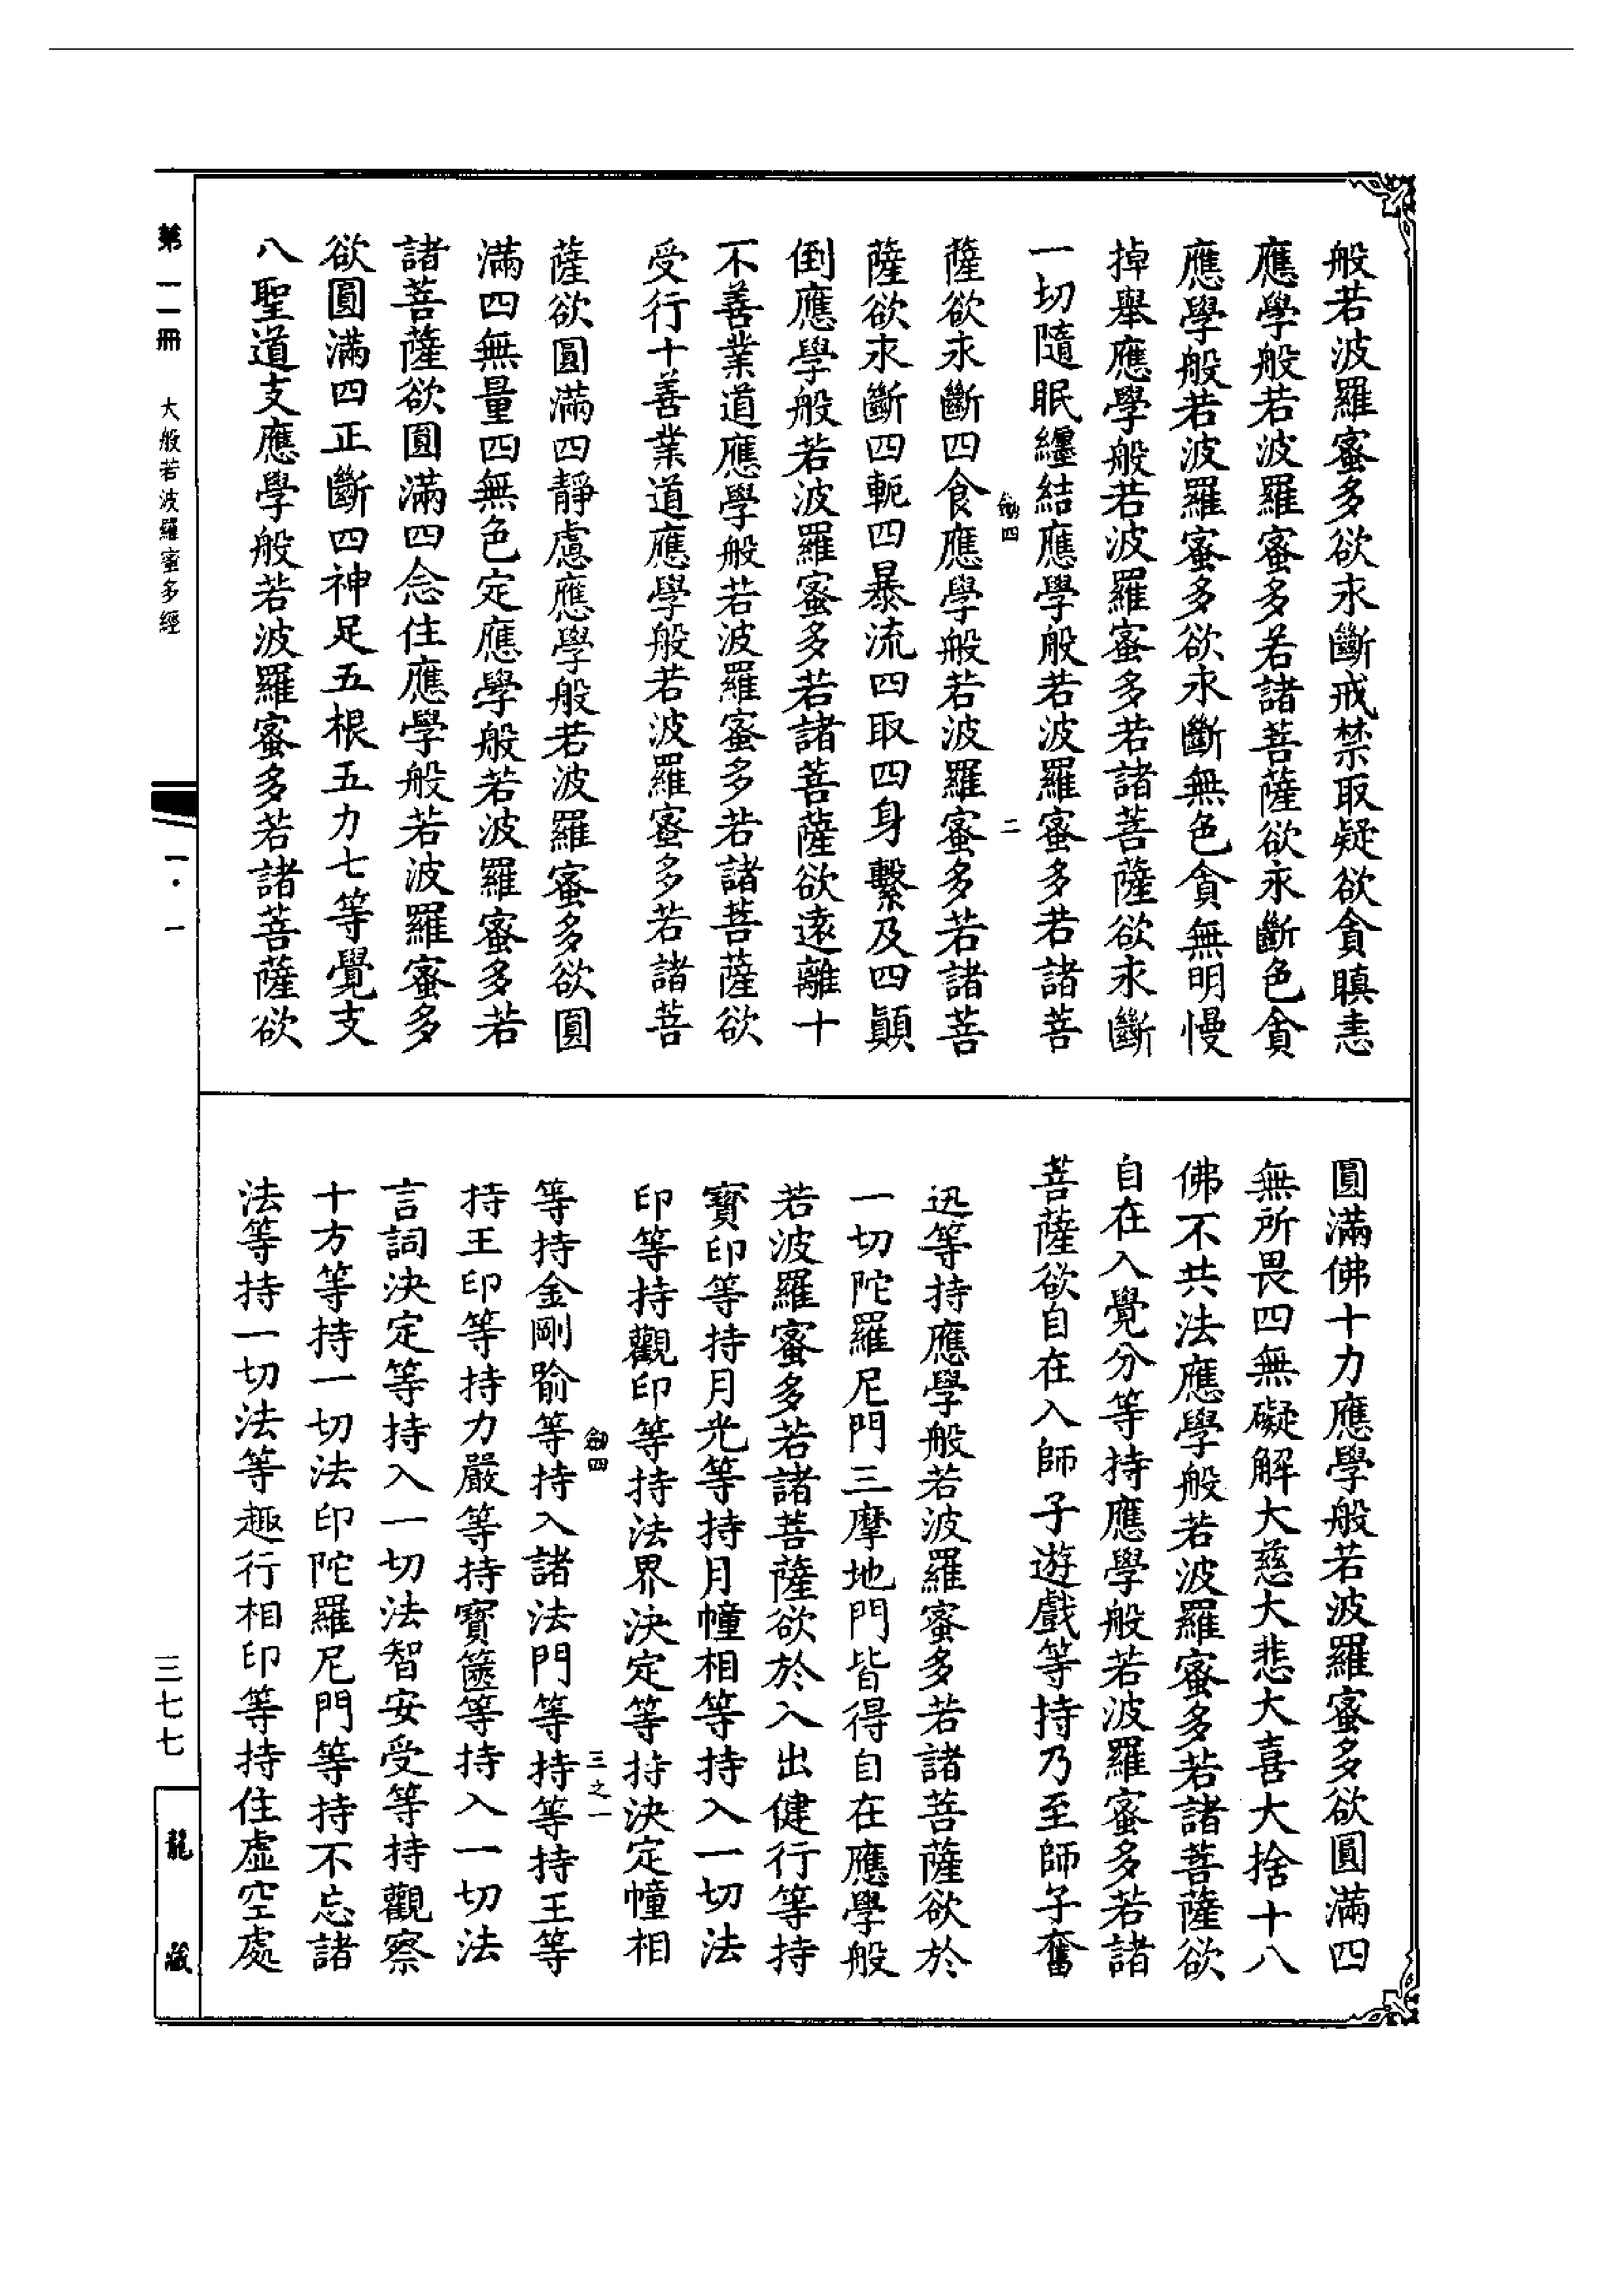 般若波羅蜜多欲永斷戒禁取疑欲貪瞋恚
應學般若波羅蜜多若諸菩薩欲永斷色貪
應學般若波羅蜜多欲永斷無色貪無明慢
掉舉應學般若波羅蜜多若諸菩薩欲永斷
一切隨眠纏結應學般若波羅蜜多若諸菩
四 二
薩欲永斷四食應學般若波羅蜜多若諸菩
薩欲永斷四軛四暴流四取四身繫及四顛
倒應學般若波羅蜜多若諸菩薩欲遠離十
不善業道應學般若波羅蜜多若諸菩薩欲
受行十善業道應學般若波羅蜜多若諸菩
薩欲圓滿四靜慮應學般若波羅蜜多欲圓
滿四無量四無色定應學般若波羅蜜多若
諸菩薩欲圓滿四念住應學般若波羅蜜多
欲圓滿四正斷四神足五根五力七等覺支
八聖道支應學般若波羅蜜多若諸菩薩欲
圓滿佛十力應學般若波羅蜜多欲圓滿四
無所畏四無礙解大慈大悲大喜大捨十八
佛不共法應學般若波羅蜜多若諸菩薩欲
自在入覺分等持應學般若波羅蜜多若諸
菩薩欲自在入師子遊戲等持乃至師子奮
迅等持應學般若波羅蜜多若諸菩薩欲於
一切陀羅尼門三摩地門皆得自在應學般
若波羅蜜多若諸菩薩欲於入出健行等持
寶印等持月光等持月幢相等持入一切法
印等持觀印等持法界決定等持決定幢相
劍四 三之一
等持金剛喻等持入諸法門等持等持王等
持王印等持力嚴等持寶篋等持入一切法
言詞決定等持入一切法智安受等持觀察
十方等持一切法印陀羅尼門等持不忘諸
法等持一切法等趣行相印等持住虛空處
第一一冊 大般若波羅蜜多經 一·一 三七七 龍藏